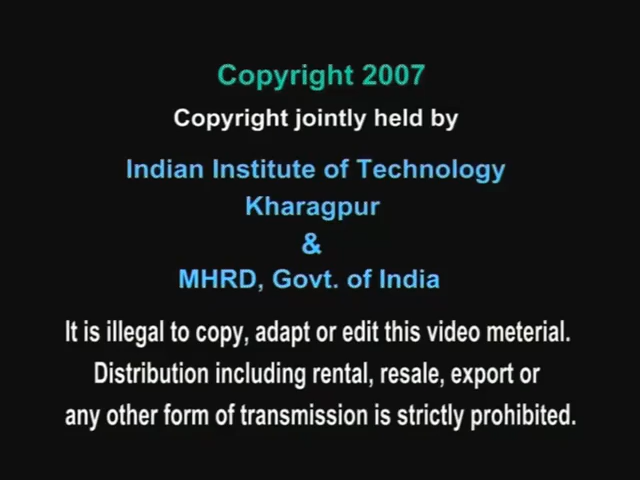 Copyright 2007
Copyright jointly held by
Indian Institute of Technology
Kharagpur
&
MHRD, Govt. of India
It is illegal to copy, adapt or edit this video meterial.
Distribution including rental, resale, export or
any other form of transmission is strictly prohibited.